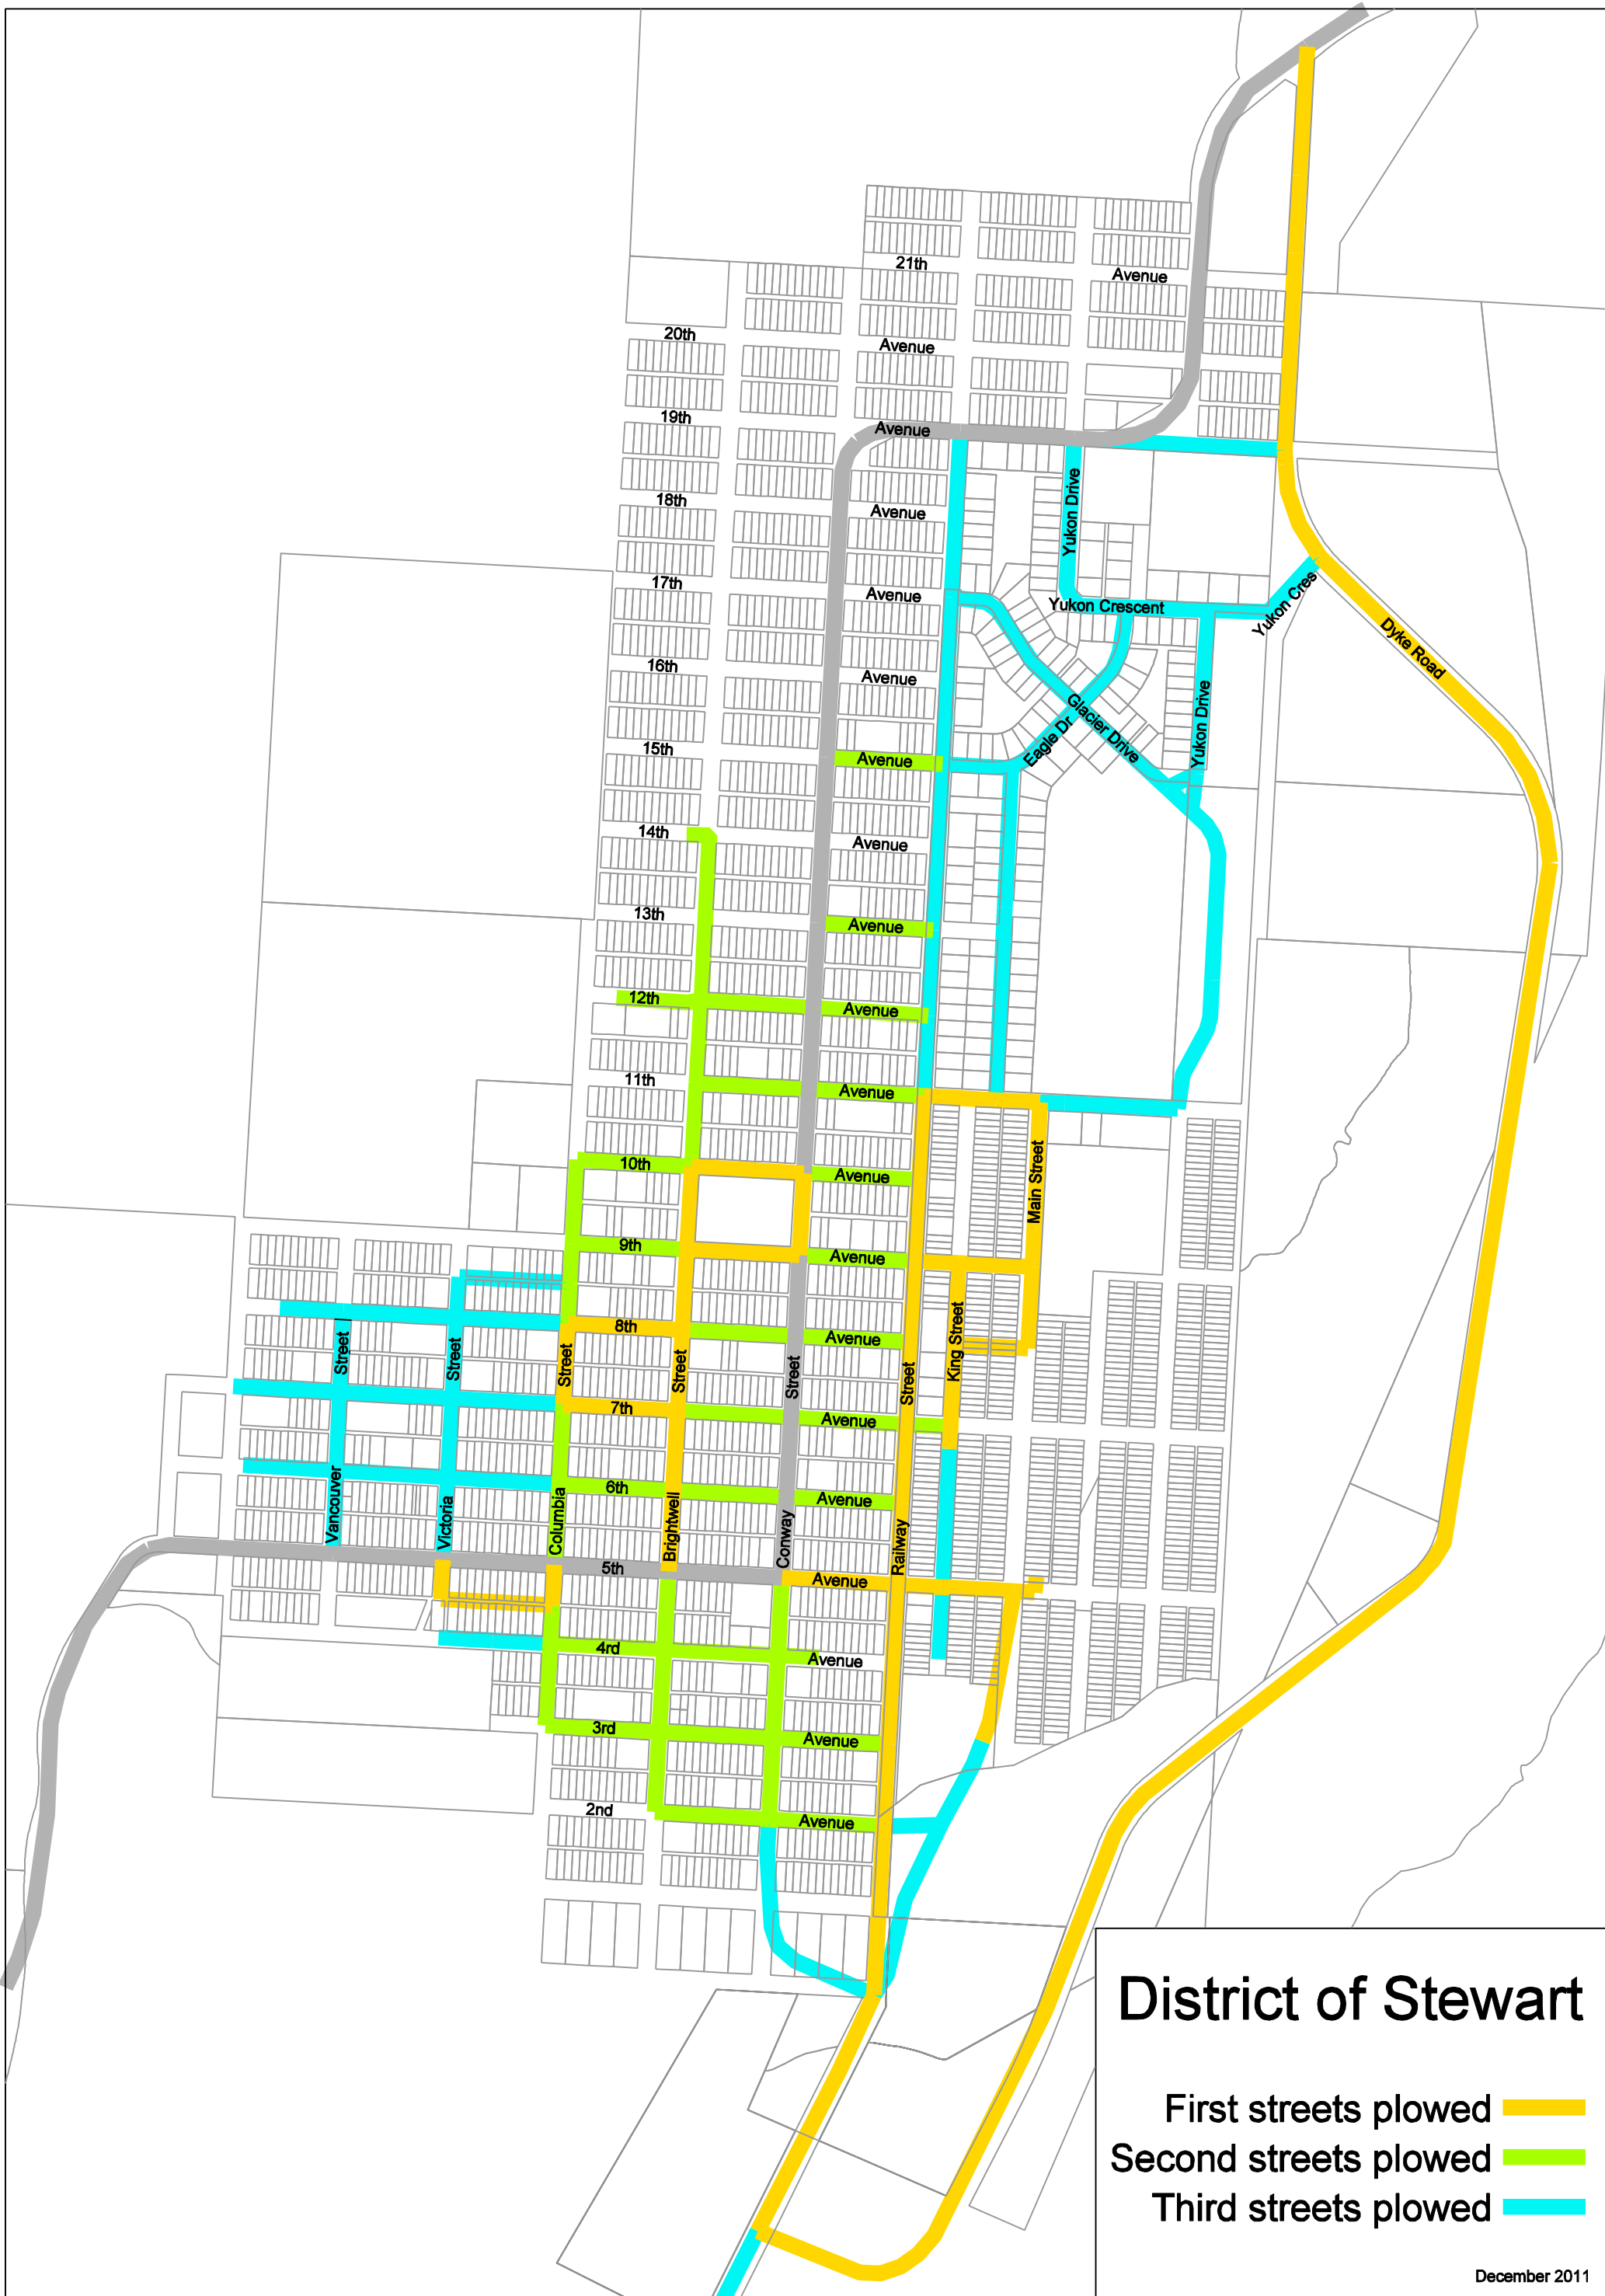 21th
Avenue
20th
Avenue
19th
Avenue
18th
Avenue
Yukon Drive
17th
Avenue
Yukon Crescent
Yukon Cres
Dyke Road
16th
Avenue
Glacier Drive
Eagle Dr
Yukon Drive
15th
Avenue
14th
Avenue
13th
Avenue
12th
Avenue
11th
Avenue
10th
Avenue
Main Street
9th
Avenue
8th
Avenue
Street
Street
Street
Street
Street
Street
King Street
7th
Avenue
6th
Avenue
Vancouver
Victoria
Columbia
Brightwell
Conway
Railway
5th
Avenue
4rd
Avenue
3rd
Avenue
2nd
Avenue
District of Stewart
First streets plowed
Second streets plowed
Third streets plowed
December 2011